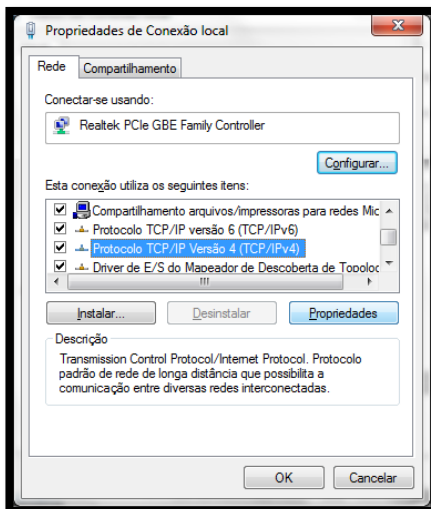 Propriedades de Conexão local
Rede Compartilhamento
Conectar-se usando:
Realtek PCIe GBE Family Controller
Configurar...
Esta conexão utiliza os seguintes itens:
Compartilhamento arquivos/impressoras para redes Mic
Protocolo TCP/IP versão 6 (TCP/IPv6)
Protocolo TCP/IP Versão 4 (TCP/IPv4)
Driver de E/S do Mapeador de Descoberta de Topoloc
Instalar... Desinstalar Propriedades
Descrição
Transmission Control Protocol/Internet Protocol. Protocolo
padrão de rede de longa distância que possibilita a
comunicação entre diversas redes interconectadas.
OK Cancelar